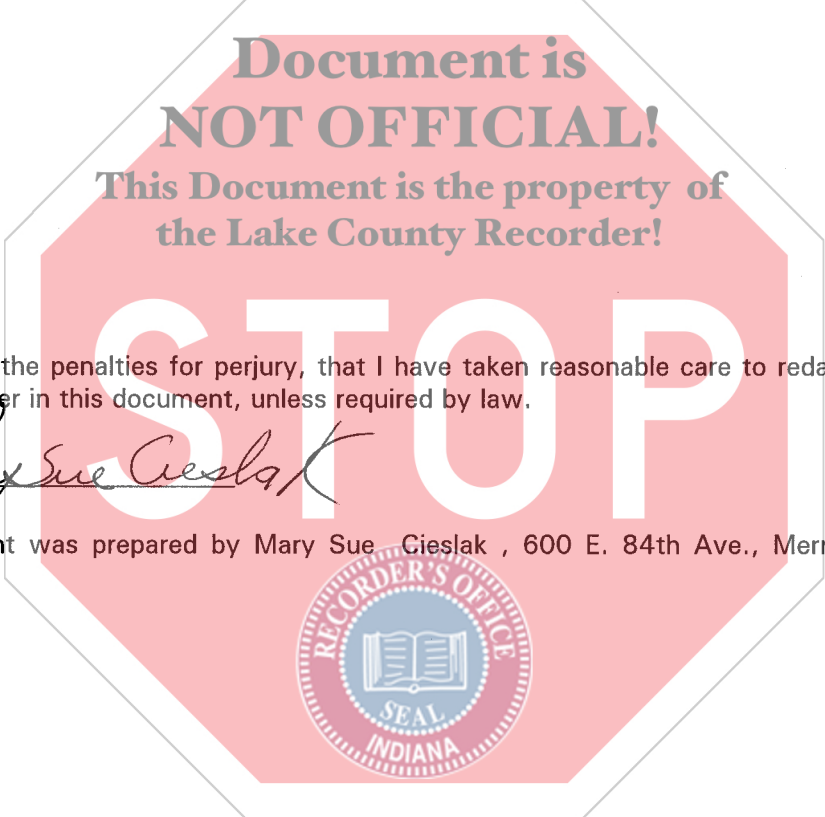 Document is
NOT OFFICIAL!
This Document is the property of
the Lake County Recorder!
STOP
the penalties for perjury, that I have taken reasonable care to reda
er in this document, unless required by law.
Sue Cieslak
nt was prepared by Mary Sue Cieslak , 600 E. 84th Ave., Merr
RECORDER'S OFFICE
SEAL
INDIANA